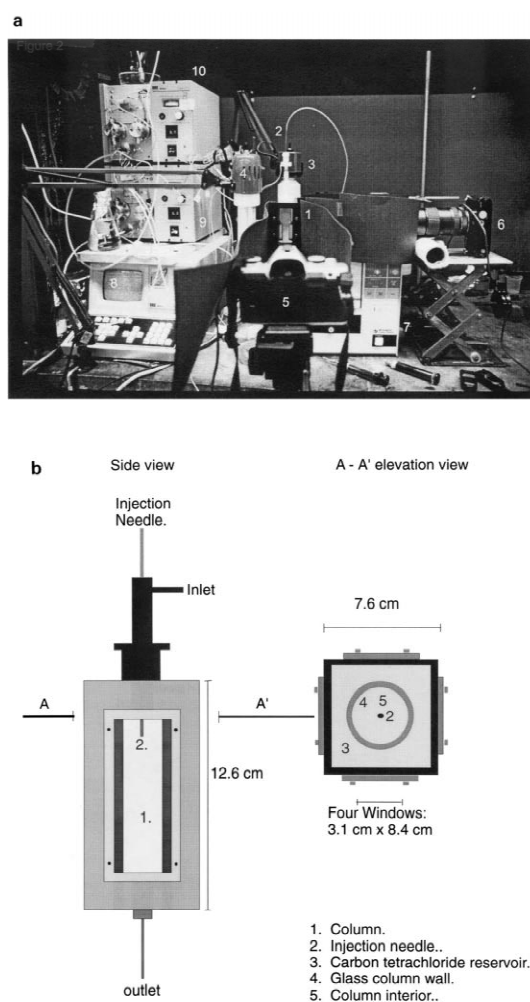 a
Figure 2
10
2
3
4
1
9
6
8
5
7
b
Side view
A - A' elevation view
Injection
Needle.
Inlet
7.6 cm
A
A'
4 5
2
3
2.
12.6 cm
1.
Four Windows:
3.1 cm x 8.4 cm
outlet
1. Column.
2. Injection needle..
3. Carbon tetrachloride reservoir.
4. Glass column wall.
5. Column interior..